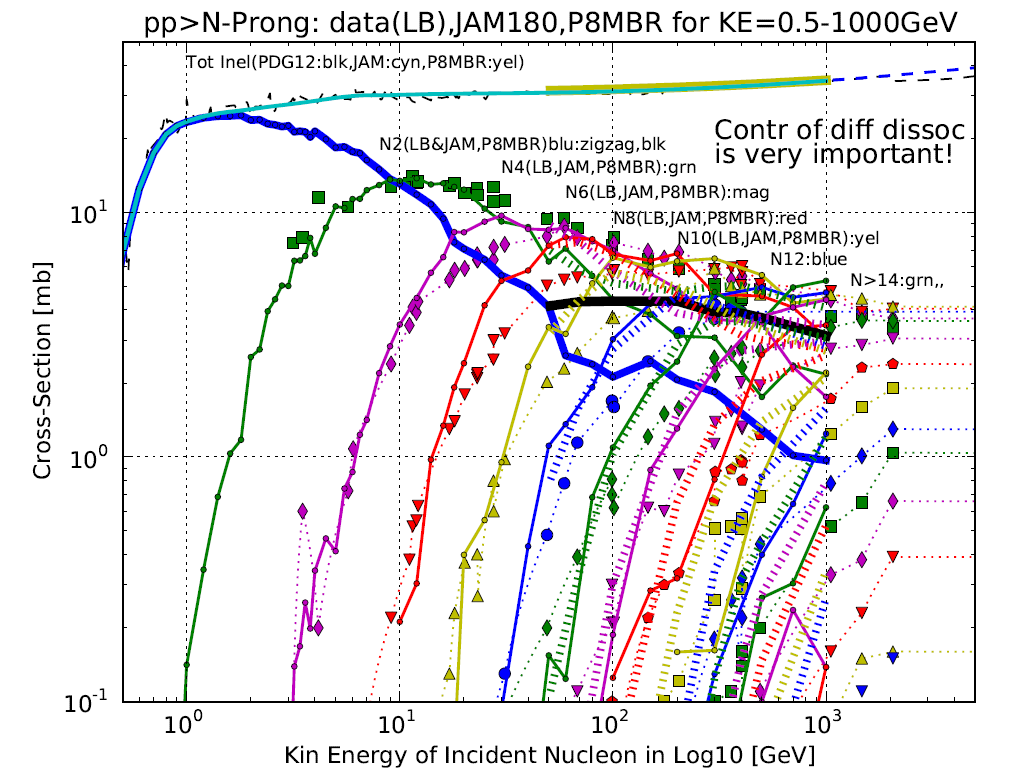 pp>N-Prong: data(LB),JAM180,P8MBR for KE=0.5-1000GeV
Tot Inel(PDG12:blk,JAM:cyn,P8MBR:yel)
Contr of diff dissoc
is very important!
N2(LB&JAM,P8MBR)blu:zigzag,blk
N4(LB,JAM,P8MBR):grn
N6(LB,JAM,P8MBR):mag
N8(LB,JAM,P8MBR):red
N10(LB,JAM,P8MBR):yel
N12:blue
N>14:grn,,
Cross-Section [mb]
10^1
10^0
10^-1
10^0 10^1 10^2 10^3
Kin Energy of Incident Nucleon in Log10 [GeV]